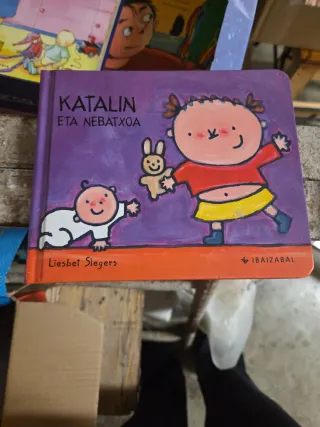 KATALIN
ETA NEBATXOA
Liesbet Slegers
IBAIZABAL